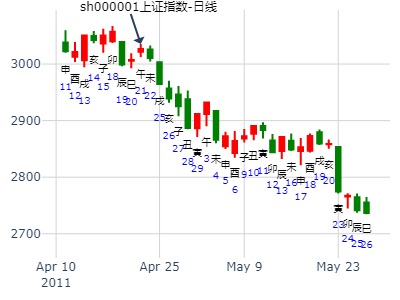 sh000001上证指数-日线
3000
2900
2800
2700
申 酉 戌 亥 子 卯 辰 巳 午 未 戌 亥 子 丑 寅 午 未 申 酉 子 丑 寅 卯 辰 未 申 酉 戌 亥 寅 卯 辰 巳
11 12 13 14 15 18 19 20 21 22 25 26 27 28 29 3 4 5 6 9 10 11 12 13 16 17 18 19 20 23 24 25 26
Apr 10
2011
Apr 25
May 9
May 23